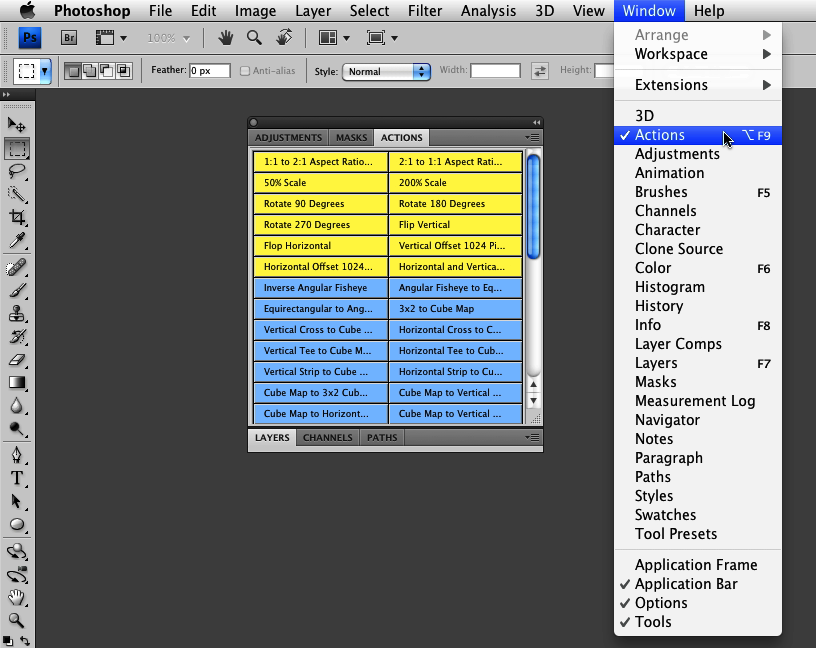 Photoshop File Edit Image Layer Select Filter Analysis 3D View Window Help
Ps Br 100%
Feather: 0 px Anti-alias Style: Normal Width: Height:
ADJUSTMENTS MASKS ACTIONS
1:1 to 2:1 Aspect Ratio... 2:1 to 1:1 Aspect Rati...
50% Scale 200% Scale
Rotate 90 Degrees Rotate 180 Degrees
Rotate 270 Degrees Flip Vertical
Flop Horizontal Vertical Offset 1024 Pi...
Horizontal Offset 1024... Horizontal and Vertica...
Inverse Angular Fisheye Angular Fisheye to Eq...
Equirectangular to Ang... 3x2 to Cube Map
Vertical Cross to Cube ... Horizontal Cross to C...
Vertical Tee to Cube M... Horizontal Tee to Cub...
Vertical Strip to Cube ... Horizontal Strip to Cu...
Cube Map to 3x2 Cub... Cube Map to Vertical ...
Cube Map to Horizont... Cube Map to Vertical ...
LAYERS CHANNELS PATHS
Arrange
Workspace
Extensions
3D
✓ Actions ⌥F9
Adjustments
Animation
Brushes F5
Channels
Character
Clone Source
Color F6
Histogram
History
Info F8
Layer Comps
Layers F7
Masks
Measurement Log
Navigator
Notes
Paragraph
Paths
Styles
Swatches
Tool Presets
Application Frame
✓ Application Bar
✓ Options
✓ Tools